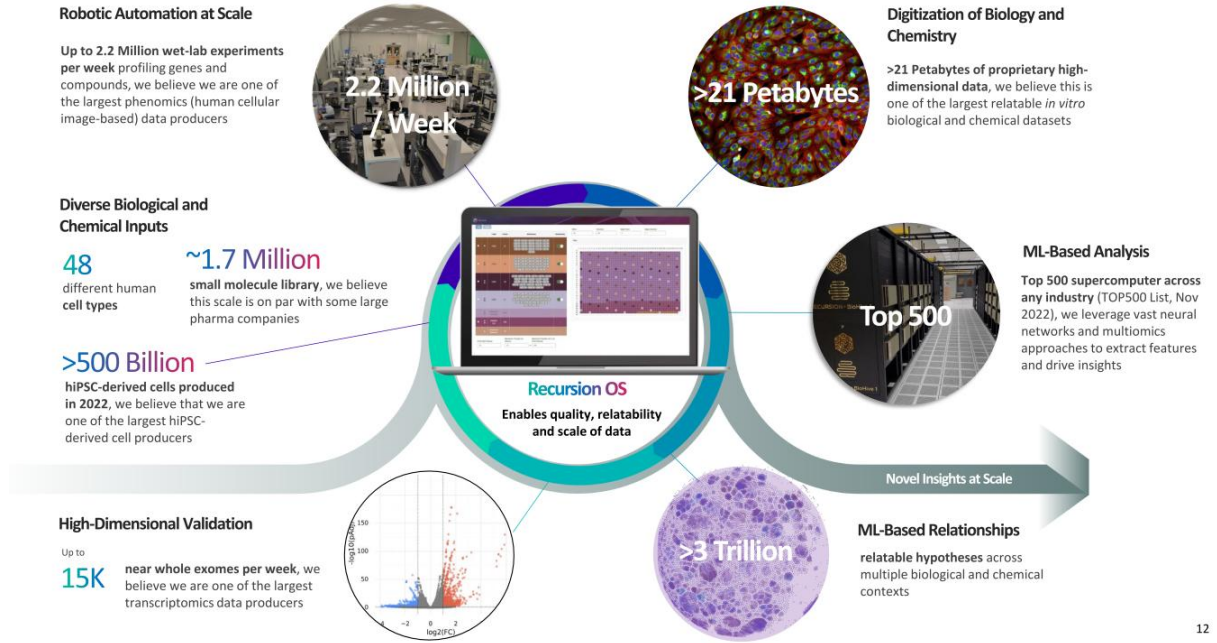 Robotic Automation at Scale
Up to 2.2 Million wet-lab experiments
per week profiling genes and
compounds, we believe we are one of
the largest phenomics (human cellular
image-based) data producers
2.2 Million
/ Week
>21 Petabytes
Digitization of Biology and
Chemistry
>21 Petabytes of proprietary high-
dimensional data, we believe this is
one of the largest relatable in vitro
biological and chemical datasets
Diverse Biological and
Chemical Inputs
48
different human
cell types
~1.7 Million
small molecule library, we believe
this scale is on par with some large
pharma companies
>500 Billion
hiPSC-derived cells produced
in 2022, we believe that we are
one of the largest hiPSC-
derived cell producers
Recursion OS
Enables quality, relatability
and scale of data
Top 500
ML-Based Analysis
Top 500 supercomputer across
any industry (TOP500 List, Nov
2022), we leverage vast neural
networks and multiomics
approaches to extract features
and drive insights
Novel Insights at Scale
High-Dimensional Validation
Up to
15K
near whole exomes per week, we
believe we are one of the largest
transcriptomics data producers
-log10(pAdj)
150
100
50
0
−2
0
2
log2(FC)
>3 Trillion
ML-Based Relationships
relatable hypotheses across
multiple biological and chemical
contexts
12